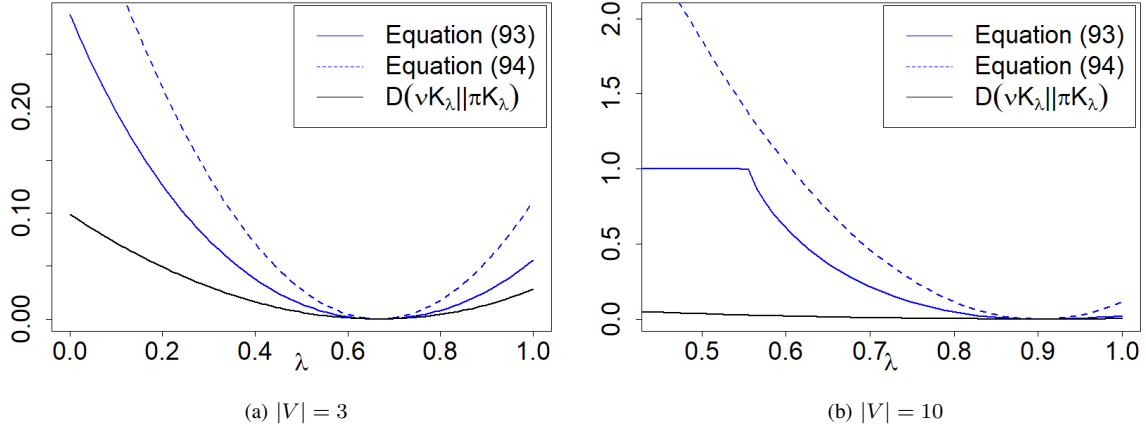 Equation (93)
Equation (94)
D(νKλ||πKλ)
0.00 0.10 0.20
0.0 0.2 0.4 0.6 0.8 1.0
λ
(a) |V| = 3
Equation (93)
Equation (94)
D(νKλ||πKλ)
0.0 0.5 1.0 1.5 2.0
0.5 0.6 0.7 0.8 0.9 1.0
λ
(b) |V| = 10